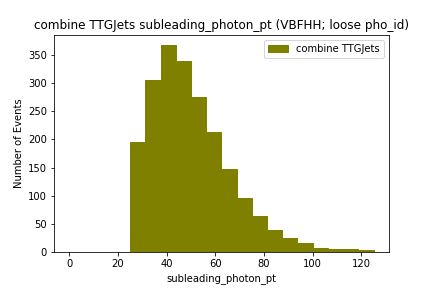 combine TTGJets subleading_photon_pt (VBFHH; loose pho_id)
combine TTGJets
Number of Events
350
300
250
200
150
100
50
0
0 20 40 60 80 100 120
subleading_photon_pt